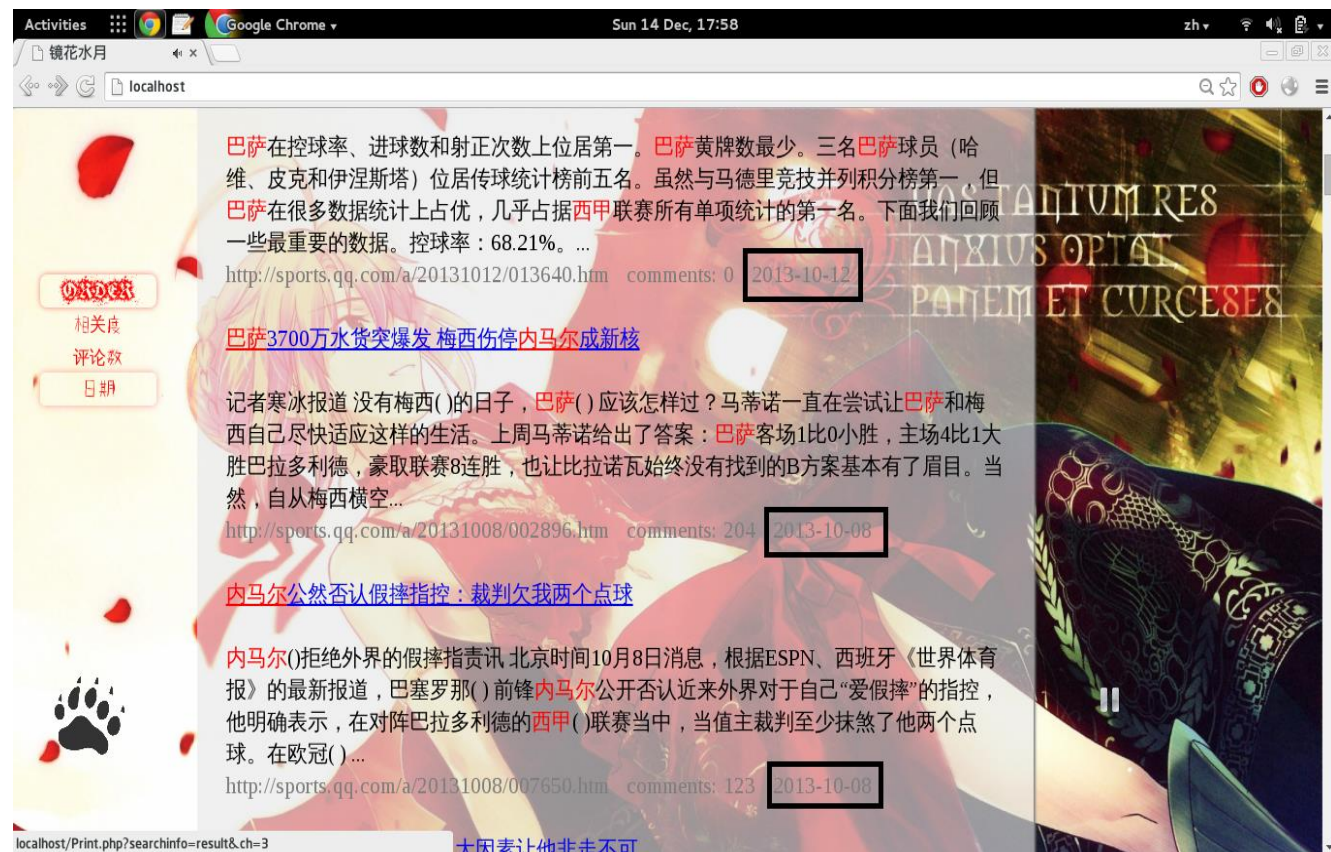 Activities Google Chrome Sun 14 Dec, 17:58 zh
镜花水月
localhost
巴萨在控球率、进球数和射正次数上位居第一。巴萨黄牌数最少。三名巴萨球员（哈
维、皮克和伊涅斯塔）位居传球统计榜前五名。虽然与马德里竞技并列积分榜第一，但
巴萨在很多数据统计上占优，几乎占据西甲联赛所有单项统计的第一名。下面我们回顾
一些最重要的数据。控球率：68.21%。...
http://sports.qq.com/a/20131012/013640.htm comments: 0 2013-10-12
TANTUM RES
ANXIUS OPTAT,
PANEM ET CURCESES
ORDER
相关度
评论数
日期
巴萨3700万水货突爆发 梅西伤停内马尔成新核
记者寒冰报道 没有梅西( )的日子，巴萨( ) 应该怎样过？马蒂诺一直在尝试让巴萨和梅
西自己尽快适应这样的生活。上周马蒂诺给出了答案：巴萨客场1比0小胜，主场4比1大
胜巴拉多利德，豪取联赛8连胜，也让比拉诺瓦始终没有找到的B方案基本有了眉目。当
然，自从梅西横空...
http://sports.qq.com/a/20131008/002896.htm comments: 204 2013-10-08
内马尔公然否认假摔指控：裁判欠我两个点球
内马尔()拒绝外界的假摔指责讯 北京时间10月8日消息，根据ESPN、西班牙《世界体育
报》的最新报道，巴塞罗那( ) 前锋内马尔公开否认近来外界对于自己“爱假摔”的指控，
他明确表示，在对阵巴拉多利德的西甲( )联赛当中，当值主裁判至少抹煞了他两个点
球。在欧冠( ) ...
http://sports.qq.com/a/20131008/007650.htm comments: 123 2013-10-08
大因素让他非走不可
localhost/Print.php?searchinfo=result&ch=3